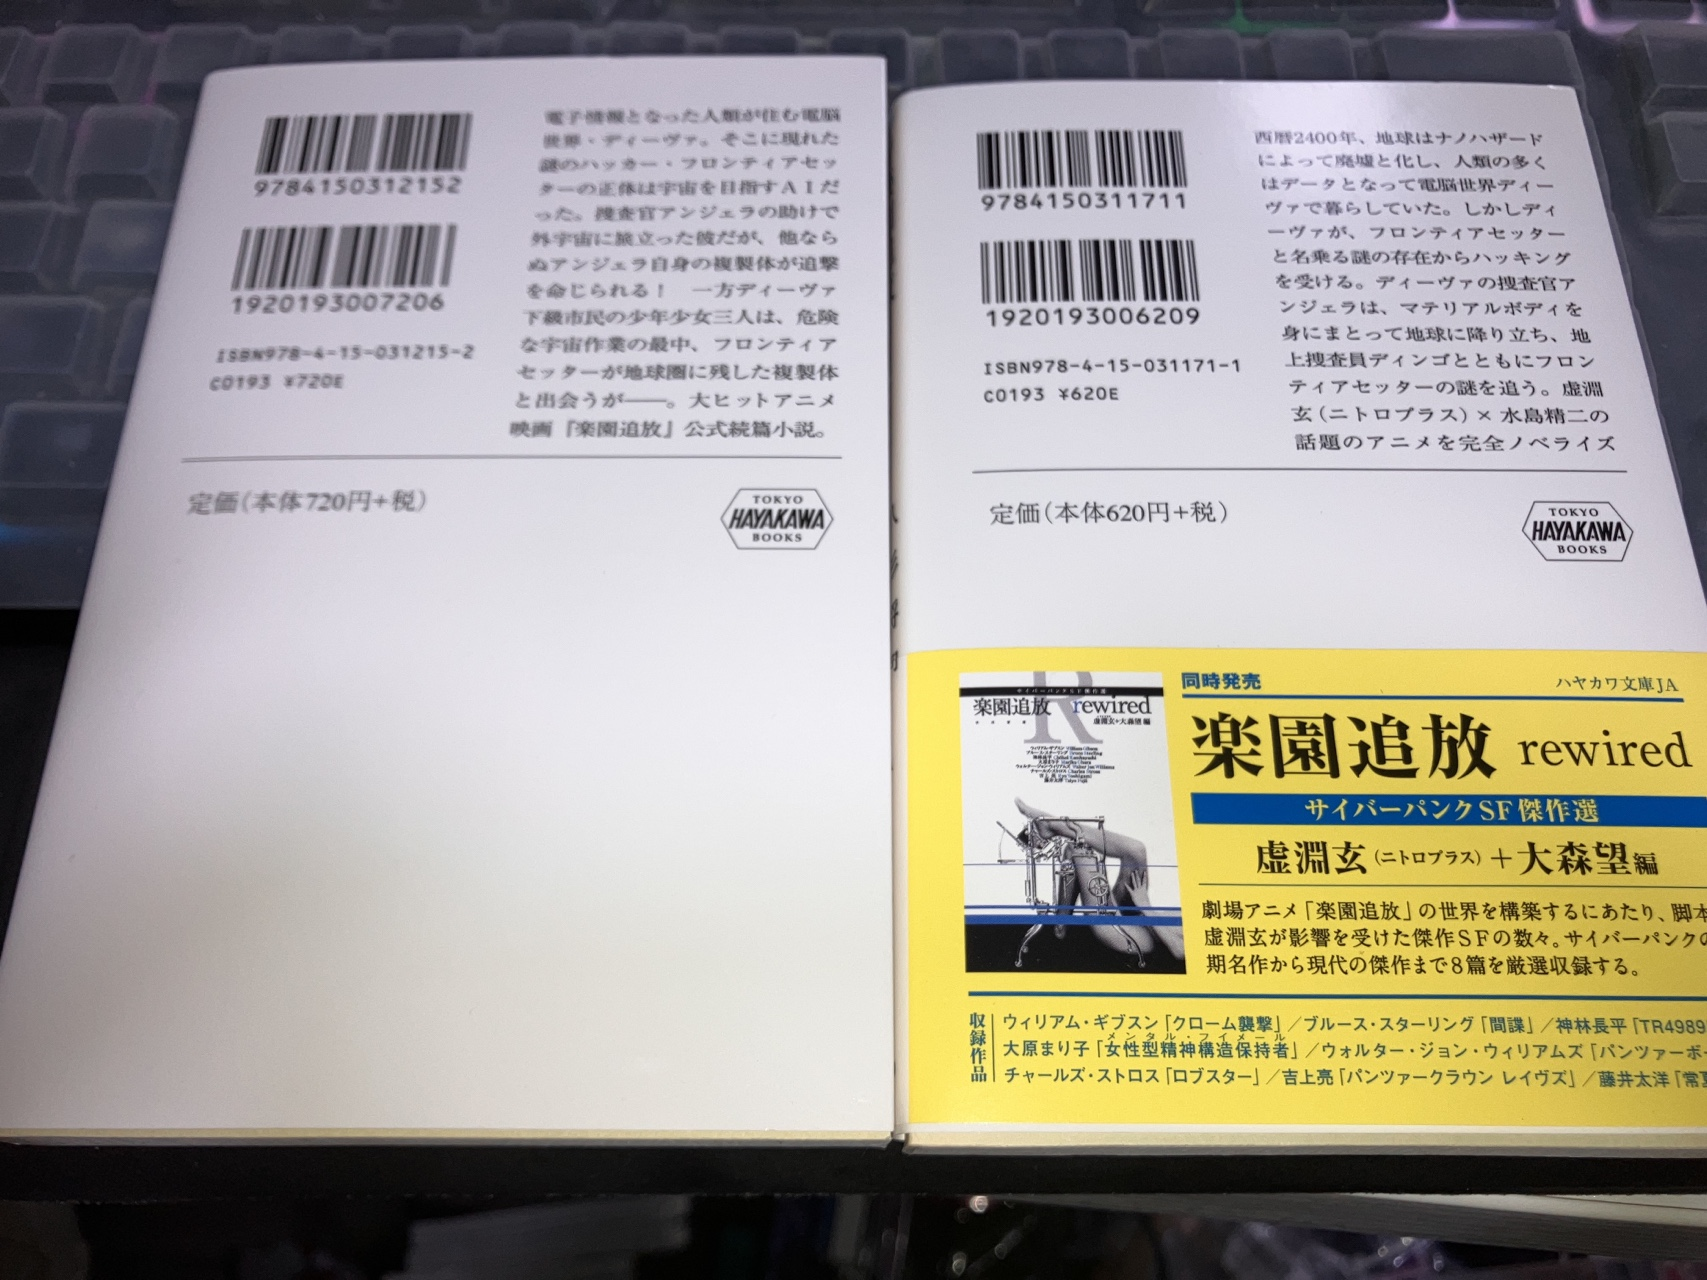 9784150312152
1920193007206
ISBN978-4-15-031215-2
C0193 ¥720E
電子情報となった人類が住む電脳
世界・ディーヴァ。そこに現れた
謎のハッカー・フロンティアセッ
ターの正体は宇宙を目指すＡＩだ
った。捜査官アンジェラの助けで
外宇宙に旅立った彼だが、他なら
ぬアンジェラ自身の複製体が追撃
を命じられる！　一方ディーヴァ
下級市民の少年少女三人は、危険
な宇宙作業の最中、フロンティア
セッターが地球圏に残した複製体
と出会うが――。大ヒットアニメ
映画『楽園追放』公式続篇小説。
定価（本体720円+税）
TOKYO
HAYAKAWA
BOOKS
9784150311711
1920193006209
ISBN978-4-15-031171-1
C0193 ¥620E
西暦2400年、地球はナノハザード
によって廃墟と化し、人類の多く
はデータとなって電脳世界ディー
ヴァで暮らしていた。しかしディ
ーヴァが、フロンティアセッター
と名乗る謎の存在からハッキング
を受ける。ディーヴァの捜査官ア
ンジェラは、マテリアルボディを
身にまとって地球に降り立ち、地
上捜査員ディンゴとともにフロン
ティアセッターの謎を追う。虚淵
玄（ニトロプラス）×水島精二の
話題のアニメを完全ノベライズ
定価（本体620円+税）
TOKYO
HAYAKAWA
BOOKS
サイバーパンクSF傑作選
楽園追放 rewired
虚淵玄+大森望 編
同時発売
ハヤカワ文庫JA
楽園追放 rewired
サイバーパンクSF傑作選
虚淵玄（ニトロプラス）＋大森望編
劇場アニメ「楽園追放」の世界を構築するにあたり、脚本
虚淵玄が影響を受けた傑作ＳＦの数々。サイバーパンクの
期名作から現代の傑作まで8篇を厳選収録する。
収録作品
ウィリアム・ギブスン「クローム襲撃」／ブルース・スターリング「間諜」／神林長平「TR4989
メンタル・フィメール
大原まり子「女性型精神構造保持者」／ウォルター・ジョン・ウィリアムズ「パンツァーボー
チャールズ・ストロス「ロブスター」／吉上亮「パンツァークラウン レイヴズ」／藤井太洋「常夏